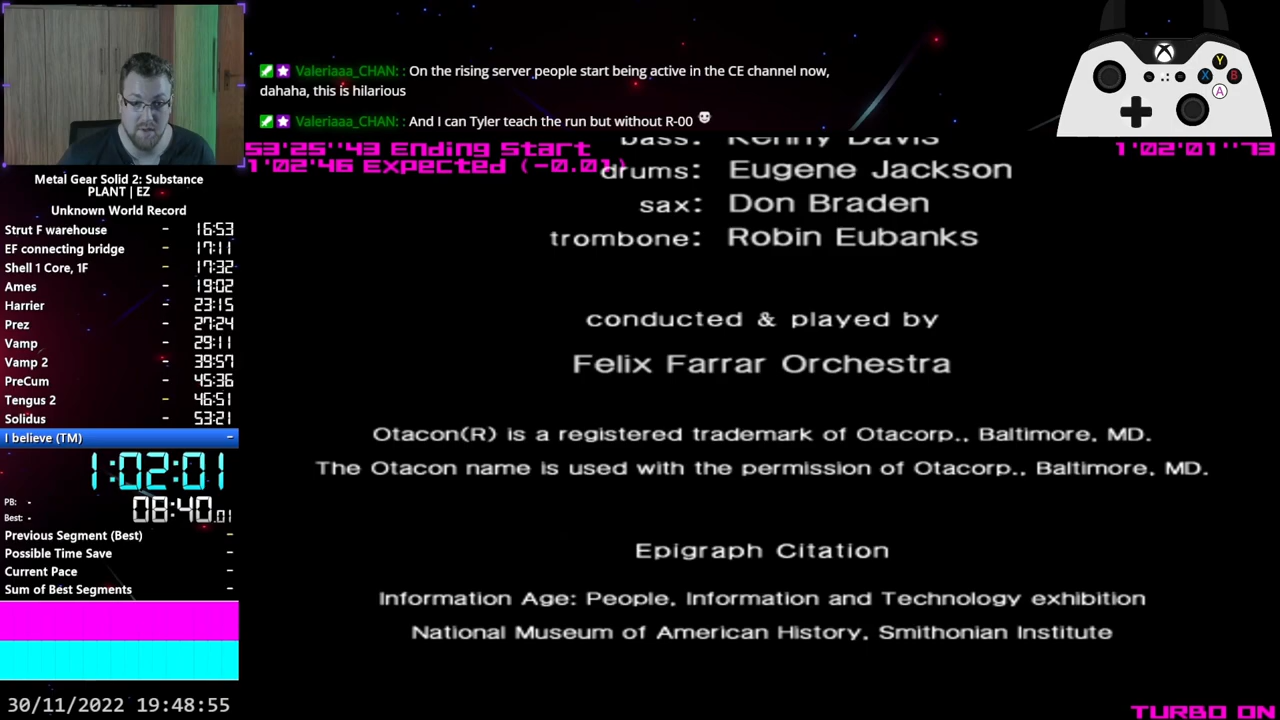 Valeriaaa_CHAN: : On the rising server people start being active in the CE channel now,
dahaha, this is hilarious
Valeriaaa_CHAN: : And I can Tyler teach the run but without R-00
X
Y
B
A
53'25"43 Ending Start
1'02'46 Expected (-0.01)
1'02'01"73
Metal Gear Solid 2: Substance
PLANT | EZ
Unknown World Record
Strut F warehouse - 16:53
EF connecting bridge - 17:11
Shell 1 Core, 1F - 17:32
Ames - 19:02
Harrier - 23:15
Prez - 27:24
Vamp - 29:11
Vamp 2 - 39:57
PreCum - 45:36
Tengus 2 - 46:51
Solidus - 53:21
I believe (TM) -
1:02:01
PB: -
Best: -
08:40.01
Previous Segment (Best) -
Possible Time Save -
Current Pace -
Sum of Best Segments -
30/11/2022 19:48:55
bass: Kenny Davis
drums: Eugene Jackson
sax: Don Braden
trombone: Robin Eubanks
conducted & played by
Felix Farrar Orchestra
Otacon(R) is a registered trademark of Otacorp., Baltimore, MD.
The Otacon name is used with the permission of Otacorp., Baltimore, MD.
Epigraph Citation
Information Age: People, Information and Technology exhibition
National Museum of American History, Smithonian Institute
TURBO ON